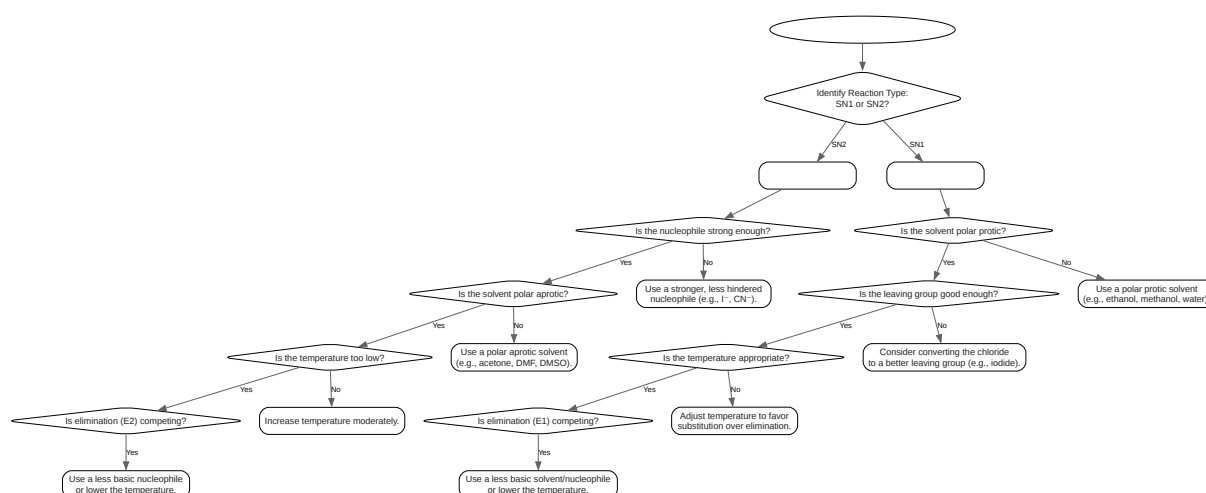 Identify Reaction Type:
SN1 or SN2?
SN2
SN1
Is the nucleophile strong enough?
Is the solvent polar protic?
Yes
No
Yes
No
Is the solvent polar aprotic?
Use a stronger, less hindered
nucleophile (e.g., I⁻, CN⁻).
Is the leaving group good enough?
Use a polar protic solvent
(e.g., ethanol, methanol, water)
Yes
No
Yes
No
Is the temperature too low?
Use a polar aprotic solvent
(e.g., acetone, DMF, DMSO).
Is the temperature appropriate?
Consider converting the chloride
to a better leaving group (e.g., iodide).
Yes
No
Yes
No
Is elimination (E2) competing?
Increase temperature moderately.
Is elimination (E1) competing?
Adjust temperature to favor
substitution over elimination.
Yes
Yes
Use a less basic nucleophile
or lower the temperature.
Use a less basic solvent/nucleophile
or lower the temperature.